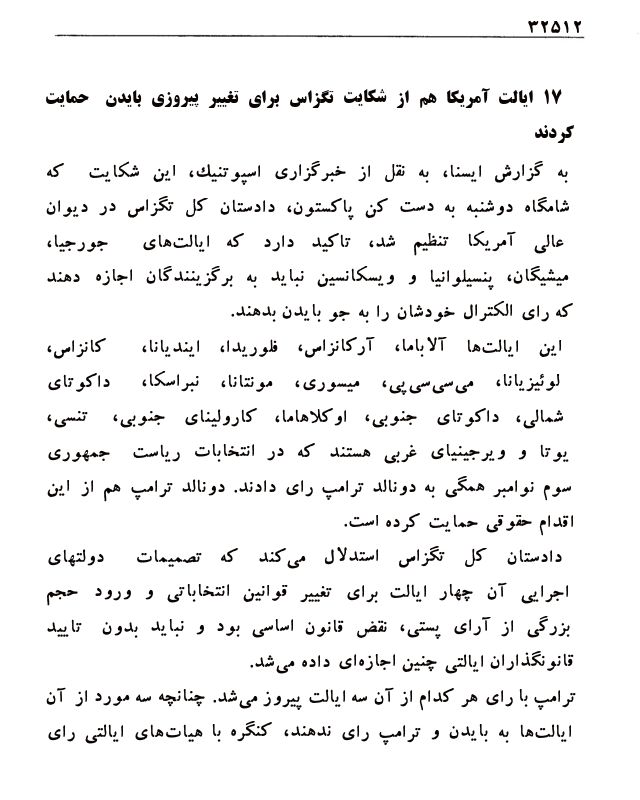 ۳۲۵۱۲
۱۷ ایالت آمریکا هم از شکایت تگزاس برای تغییر پیروزی بایدن حمایت
کردند
به گزارش ایسنا، به نقل از خبرگزاری اسپوتنیك، این شکایت که
شامگاه دوشنبه به دست کن پاکستون، دادستان کل تگزاس در دیوان
عالی آمریکا تنظیم شد، تاکید دارد که ایالت‌های جورجیا،
میشیگان، پنسیلوانیا و ویسکانسین نباید به برگزینندگان اجازه دهند
که رای الکترال خودشان را به جو بایدن بدهند.
این ایالت‌ها آلاباما، آرکانزاس، فلوریدا، ایندیانا، کانزاس،
لوئیزیانا، می‌سی‌سی‌پی، میسوری، مونتانا، نبراسکا، داکوتای
شمالی، داکوتای جنوبی، اوکلاهاما، کارولینای جنوبی، تنسی،
یوتا و ویرجینیای غربی هستند که در انتخابات ریاست جمهوری
سوم نوامبر همگی به دونالد ترامپ رای دادند. دونالد ترامپ هم از این
اقدام حقوقی حمایت کرده است.
دادستان کل تگزاس استدلال می‌کند که تصمیمات دولتهای
اجرایی آن چهار ایالت برای تغییر قوانین انتخاباتی و ورود حجم
بزرگی از آرای پستی، نقض قانون اساسی بود و نباید بدون تایید
قانونگذاران ایالتی چنین اجازه‌ای داده می‌شد.
ترامپ با رای هر کدام از آن سه ایالت پیروز می‌شد. چنانچه سه مورد از آن
ایالت‌ها به بایدن و ترامپ رای ندهند، کنگره با هیات‌های ایالتی رای